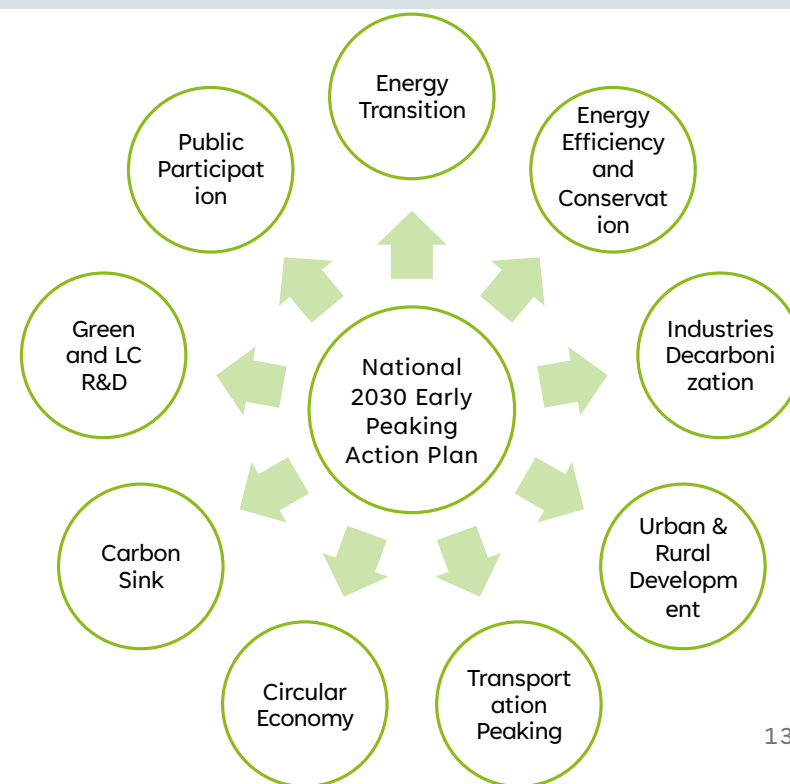 Energy
Transition
Energy
Efficiency
and
Conservat
ion
Industries
Decarboni
zation
Urban &
Rural
Developm
ent
Transport
ation
Peaking
Circular
Economy
Carbon
Sink
Green
and LC
R&D
Public
Participat
ion
National
2030 Early
Peaking
Action Plan
13